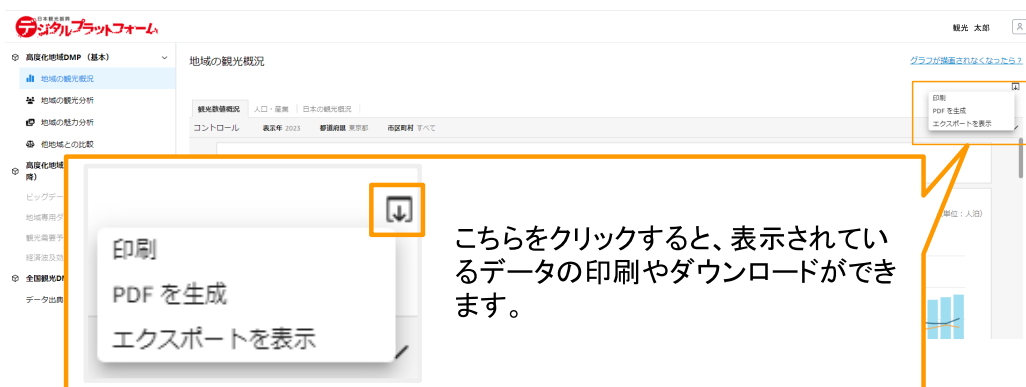 日本観光振興
デジタルプラットフォーム
観光 太郎
高度化地域DMP（基本）
地域の観光概況
地域の観光分析
地域の魅力分析
他地域との比較
高度化地域
降）
ビッグデー
地域専用ダ
観光需要予
経済波及効
全国観光DM
データ出典
地域の観光概況
グラフが描画されなくなったら？
観光数値概況 人口・産業 日本の観光概況
コントロール 表示年 2023 都道府県 東京都 市区町村 すべて
印刷
PDF を生成
エクスポートを表示
単位：人泊）
印刷
PDF を生成
エクスポートを表示
こちらをクリックすると、表示されてい
るデータの印刷やダウンロードができ
ます。